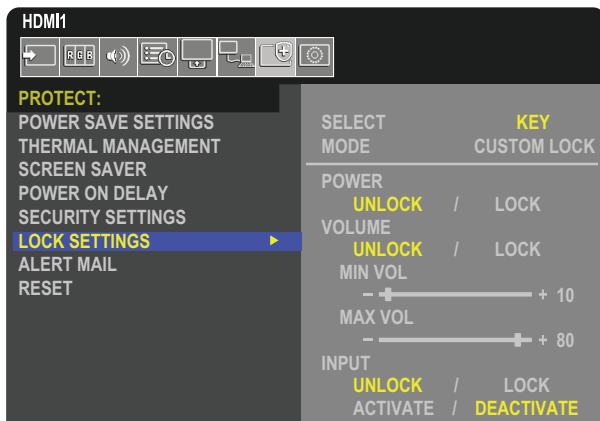 HDMI1
RGB
PROTECT:
POWER SAVE SETTINGS
THERMAL MANAGEMENT
SCREEN SAVER
POWER ON DELAY
SECURITY SETTINGS
LOCK SETTINGS
ALERT MAIL
RESET
SELECT KEY
MODE CUSTOM LOCK
POWER
UNLOCK / LOCK
VOLUME
UNLOCK / LOCK
MIN VOL
- + 10
MAX VOL
- + 80
INPUT
UNLOCK / LOCK
ACTIVATE / DEACTIVATE